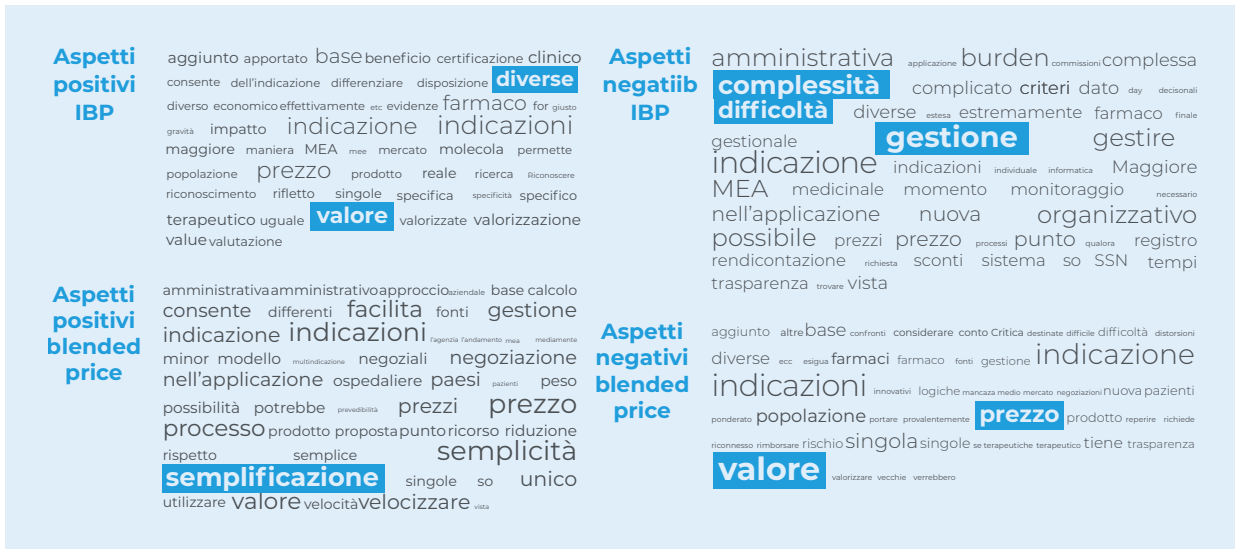 Aspetti
positivi
IBP
aggiunto apportato base beneficio certificazione clinico
consente dell'indicazione differenziare disposizione diverse
diverso economico effettivamente etc evidenze farmaco for giusto
gravità impatto indicazione indicazioni
maggiore maniera MEA mee mercato molecola permette
popolazione prezzo prodotto reale ricerca Riconoscere
riconoscimento rifletto singole specifica specificità specifico
terapeutico uguale valore valorizzate valorizzazione
value valutazione
Aspetti
negatiib
IBP
amministrativa applicazione burden commissioni complessa
complessità complicato criteri dato day decisonali
difficoltà diverse estesa estremamente farmaco finale
gestionale gestione gestire
indicazione indicazioni individuale informatica Maggiore
MEA medicinale momento monitoraggio necessario
nell'applicazione nuova organizzativo
possibile prezzi prezzo processi punto qualora registro
rendicontazione richiesta sconti sistema so SSN tempi
trasparenza trovare vista
Aspetti
positivi
blended
price
amministrativa amministrativo approccio aziendale base calcolo
consente differenti facilita fonti gestione
indicazione indicazioni l'agenzia l'andamento mea mediamente
minor modello multindicazione negoziali negoziazione
nell'applicazione ospedaliere paesi pazienti peso
possibilità potrebbe prevedibilità prezzi prezzo
processo prodotto proposta punto ricorso riduzione
rispetto semplice semplicità
semplificazione singole so unico
utilizzare valore velocità velocizzare vista
Aspetti
negativi
blended
price
aggiunto altre base confronti considerare conto Critica destinate difficile difficoltà distorsioni
diverse ecc esigua farmaci farmaco fonti gestione indicazione
indicazioni innovativi logiche mancaza medio mercato negoziazioni nuova pazienti
ponderato popolazione portare provalentemente prezzo prodotto reperire richiede
riconnesso rimborsare rischio singola singole se terapeutiche terapeutico tiene trasparenza
valore valorizzare vecchie verrebbero